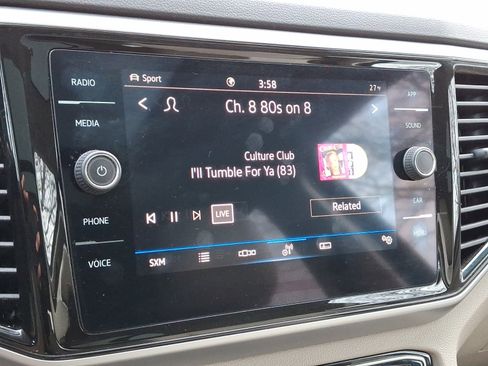 RADIO
MEDIA
PHONE
VOICE
Sport
3:58
27°F
Ch. 8 80s on 8
Culture Club
I'll Tumble For Ya (83)
LIVE
Related
SXM
APP
SOUND
CAR